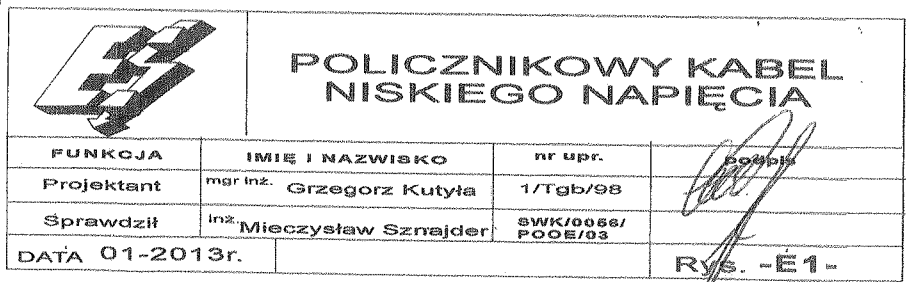 POLICZNIKOWY KABEL
NISKIEGO NAPIĘCIA
FUNKCJA IMIĘ I NAZWISKO nr upr. podpis
Projektant mgr inż. Grzegorz Kutyła 1/Tgb/98
Sprawdził inż. Mieczysław Sznajder SWK/0056/
POOE/03
DATA 01-2013r. Rys. -E1-